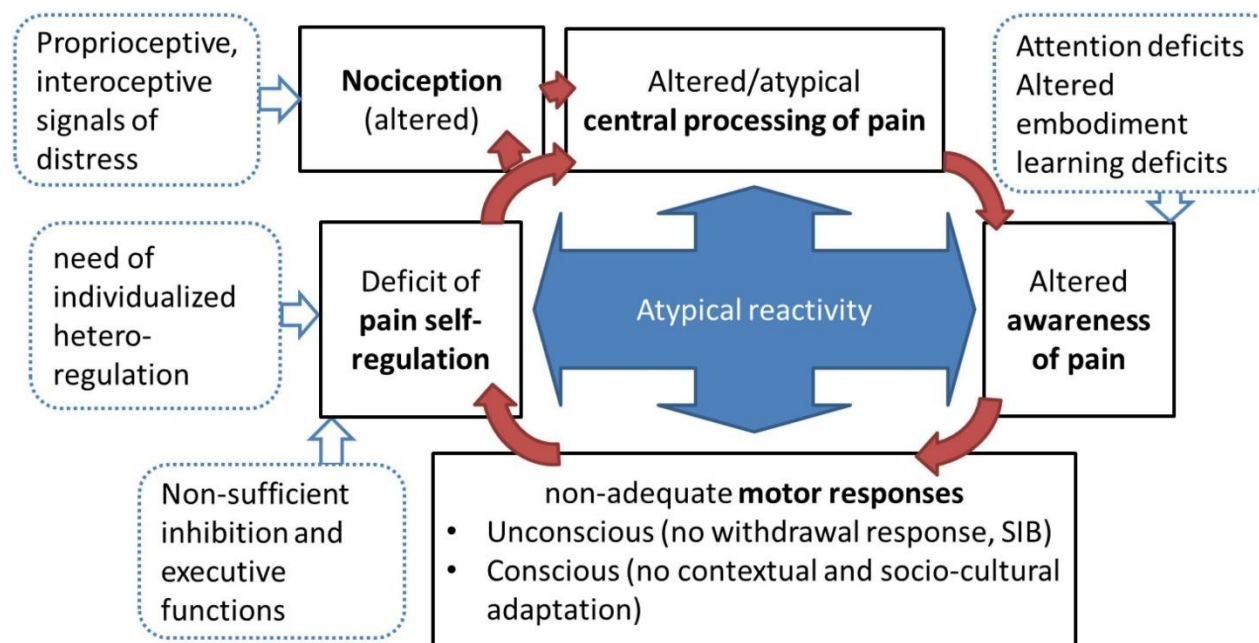 Proprioceptive,
interoceptive
signals of
distress
Nociception
(altered)
Altered/atypical
central processing of pain
Attention deficits
Altered
embodiment
learning deficits
need of
individualized
hetero-
regulation
Deficit of
pain self-
regulation
Atypical reactivity
Altered
awareness
of pain
Non-sufficient
inhibition and
executive
functions
non-adequate motor responses
• Unconscious (no withdrawal response, SIB)
• Conscious (no contextual and socio-cultural
adaptation)